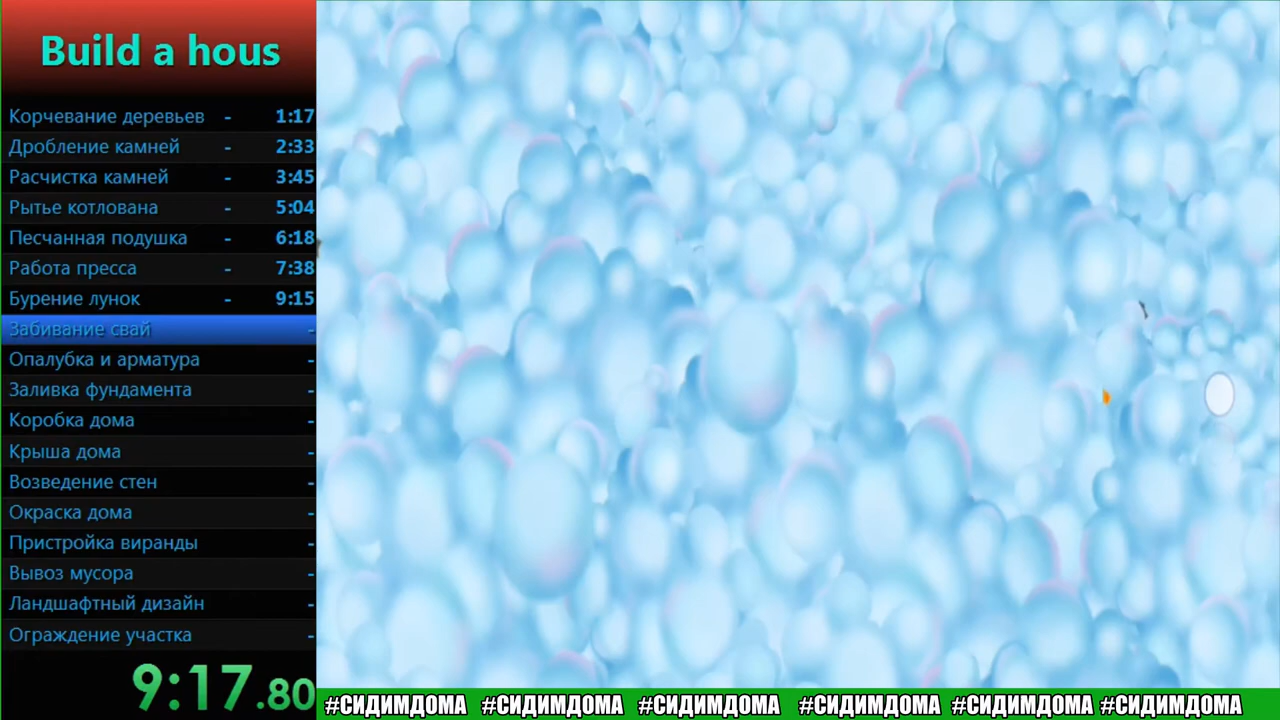 Build a hous
Корчевание деревьев - 1:17
Дробление камней - 2:33
Расчистка камней - 3:45
Рытье котлована - 5:04
Песчанная подушка - 6:18
Работа пресса - 7:38
Бурение лунок - 9:15
Забивание свай -
Опалубка и арматура -
Заливка фундамента -
Коробка дома -
Крыша дома -
Возведение стен -
Окраска дома -
Пристройка виранды -
Вывоз мусора -
Ландшафтный дизайн -
Ограждение участка -
9:17.80
#СИДИМДОМА #СИДИМДОМА #СИДИМДОМА #СИДИМДОМА #СИДИМДОМА #СИДИМДОМА